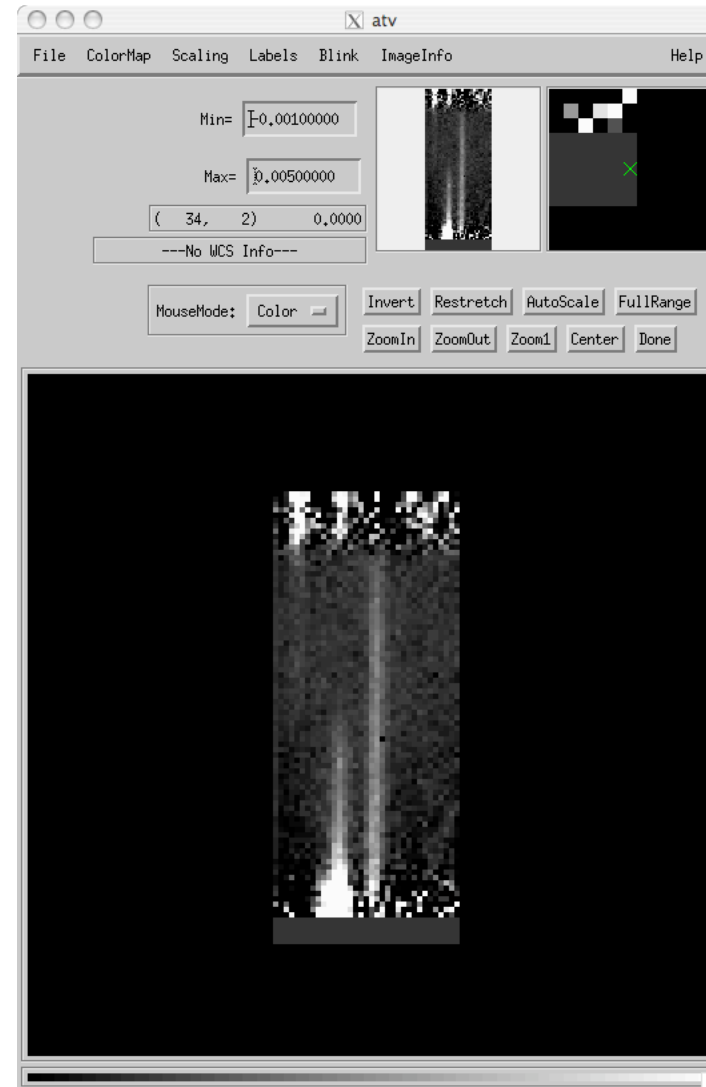 atv
File ColorMap Scaling Labels Blink ImageInfo Help
Min= -0.00100000
Max= 0.00500000
( 34, 2) 0.0000
---No WCS Info---
MouseMode: Color
Invert Restretch AutoScale FullRange
ZoomIn ZoomOut Zoom1 Center Done